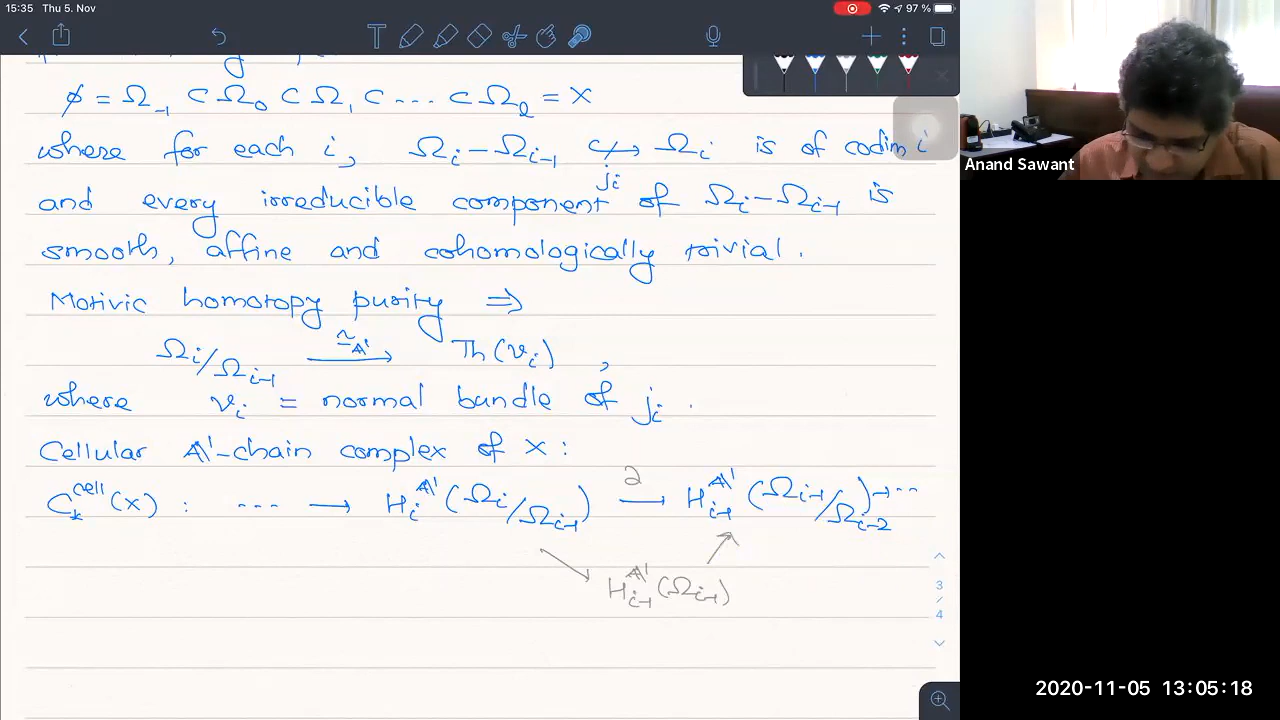 15:35 Thu 5. Nov
97 %
∅ = Ω₋₁ ⊂ Ω₀ ⊂ Ω₁ ⊂ ... ⊂ Ω_ℓ = X
where for each i, Ω_i − Ω_{i-1} ↪ Ω_i is of codim i
j_i
and every irreducible component of Ω_i − Ω_{i-1} is
smooth, affine and cohomologically trivial.
Motivic homotopy purity ⇒
Ω_i/Ω_{i-1} ≃_{𝔸¹} → Th(ν_i),
where ν_i = normal bundle of j_i.
Cellular 𝔸¹-chain complex of X:
C_*^{cell}(X) : ... → H_i^{𝔸¹}(Ω_i/Ω_{i-1}) —∂→ H_{i-1}^{𝔸¹}(Ω_{i-1}/Ω_{i-2}) → ...
↘ H_{i-1}^{𝔸¹}(Ω_{i-1}) ↗
3
/
4
Anand Sawant
2020-11-05 13:05:18